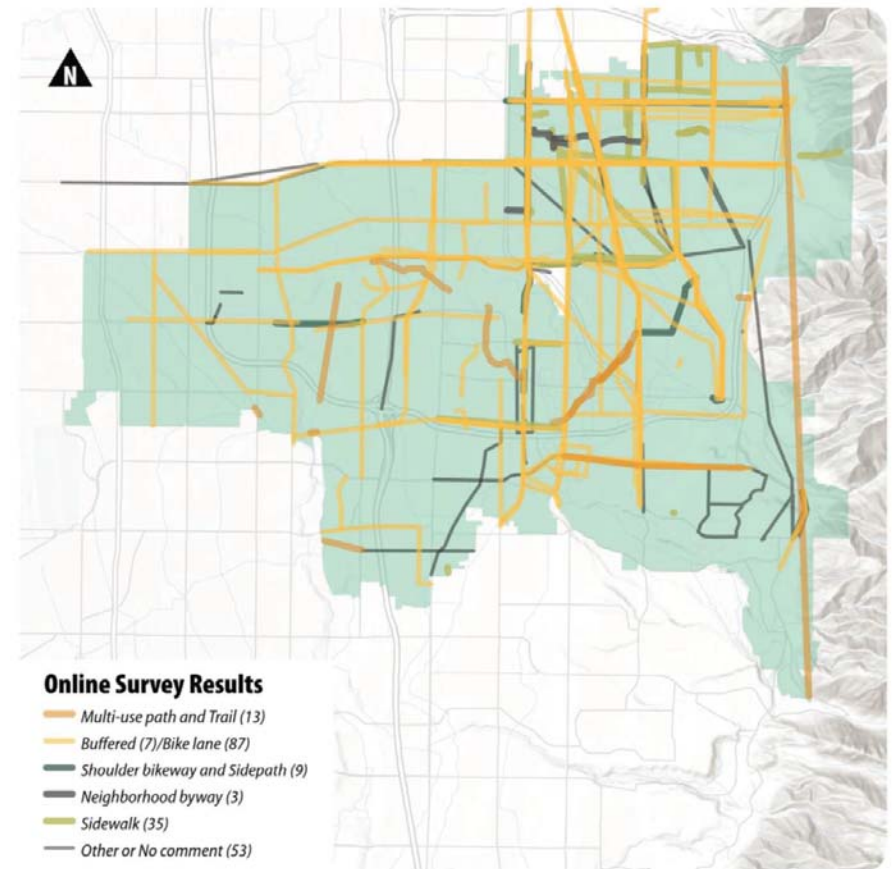 N
Online Survey Results
Multi-use path and Trail (13)
Buffered (7)/Bike lane (87)
Shoulder bikeway and Sidepath (9)
Neighborhood byway (3)
Sidewalk (35)
Other or No comment (53)